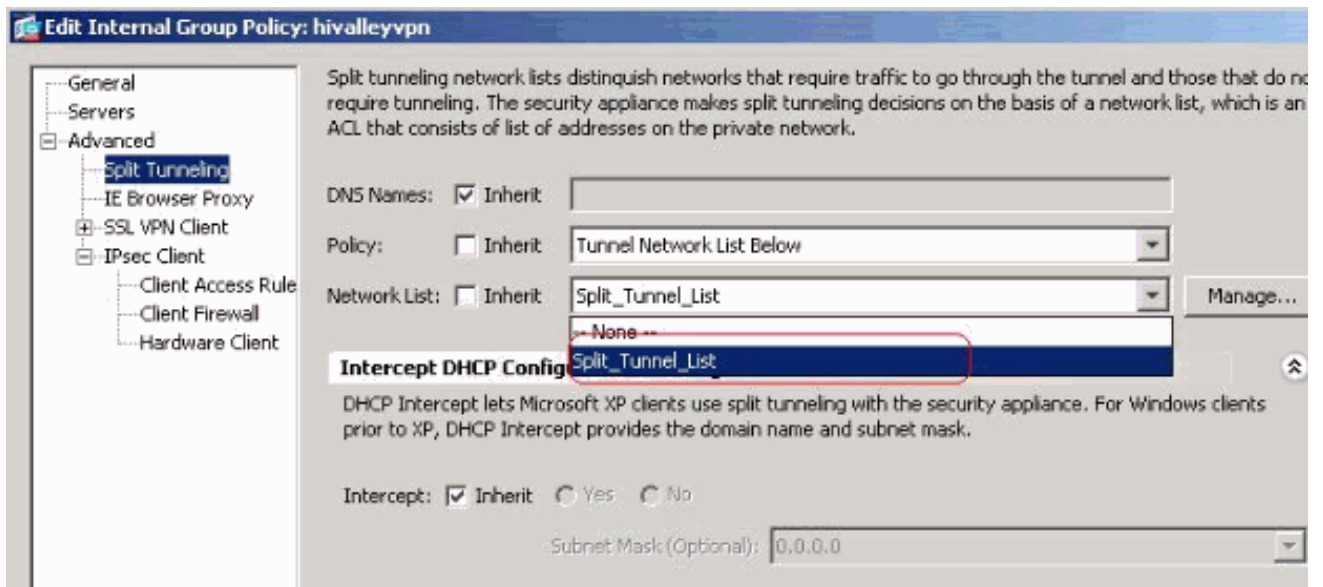 Edit Internal Group Policy: hivalleyvpn
General
Servers
Advanced
Split Tunneling
IE Browser Proxy
SSL VPN Client
IPsec Client
Client Access Rule
Client Firewall
Hardware Client
Split tunneling network lists distinguish networks that require traffic to go through the tunnel and those that do no
require tunneling. The security appliance makes split tunneling decisions on the basis of a network list, which is an
ACL that consists of list of addresses on the private network.
DNS Names: Inherit
Policy: Inherit Tunnel Network List Below
Network List: Inherit Split_Tunnel_List Manage...
-- None --
Split_Tunnel_List
Intercept DHCP Config
DHCP Intercept lets Microsoft XP clients use split tunneling with the security appliance. For Windows clients
prior to XP, DHCP Intercept provides the domain name and subnet mask.
Intercept: Inherit Yes No
Subnet Mask (Optional): 0.0.0.0